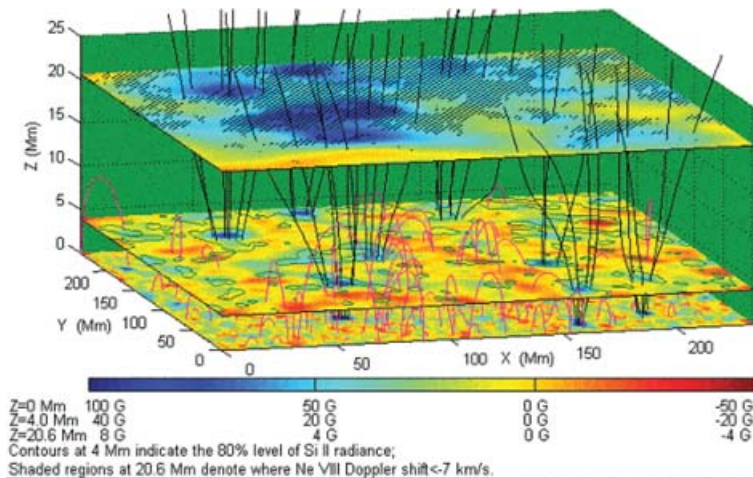 25
20
15
10
5
0
Z (Mm)
200
150
100
50
0
Y (Mm)
0
50
100
150
200
X (Mm)
Z=0 Mm 100 G 50 G 0 G -50 G
Z=4.0 Mm 40 G 20 G 0 G -20 G
Z=20.6 Mm 8 G 4 G 0 G -4 G
Contours at 4 Mm indicate the 80% level of Si II radiance;
Shaded regions at 20.6 Mm denote where Ne VIII Doppler shift<-7 km/s.